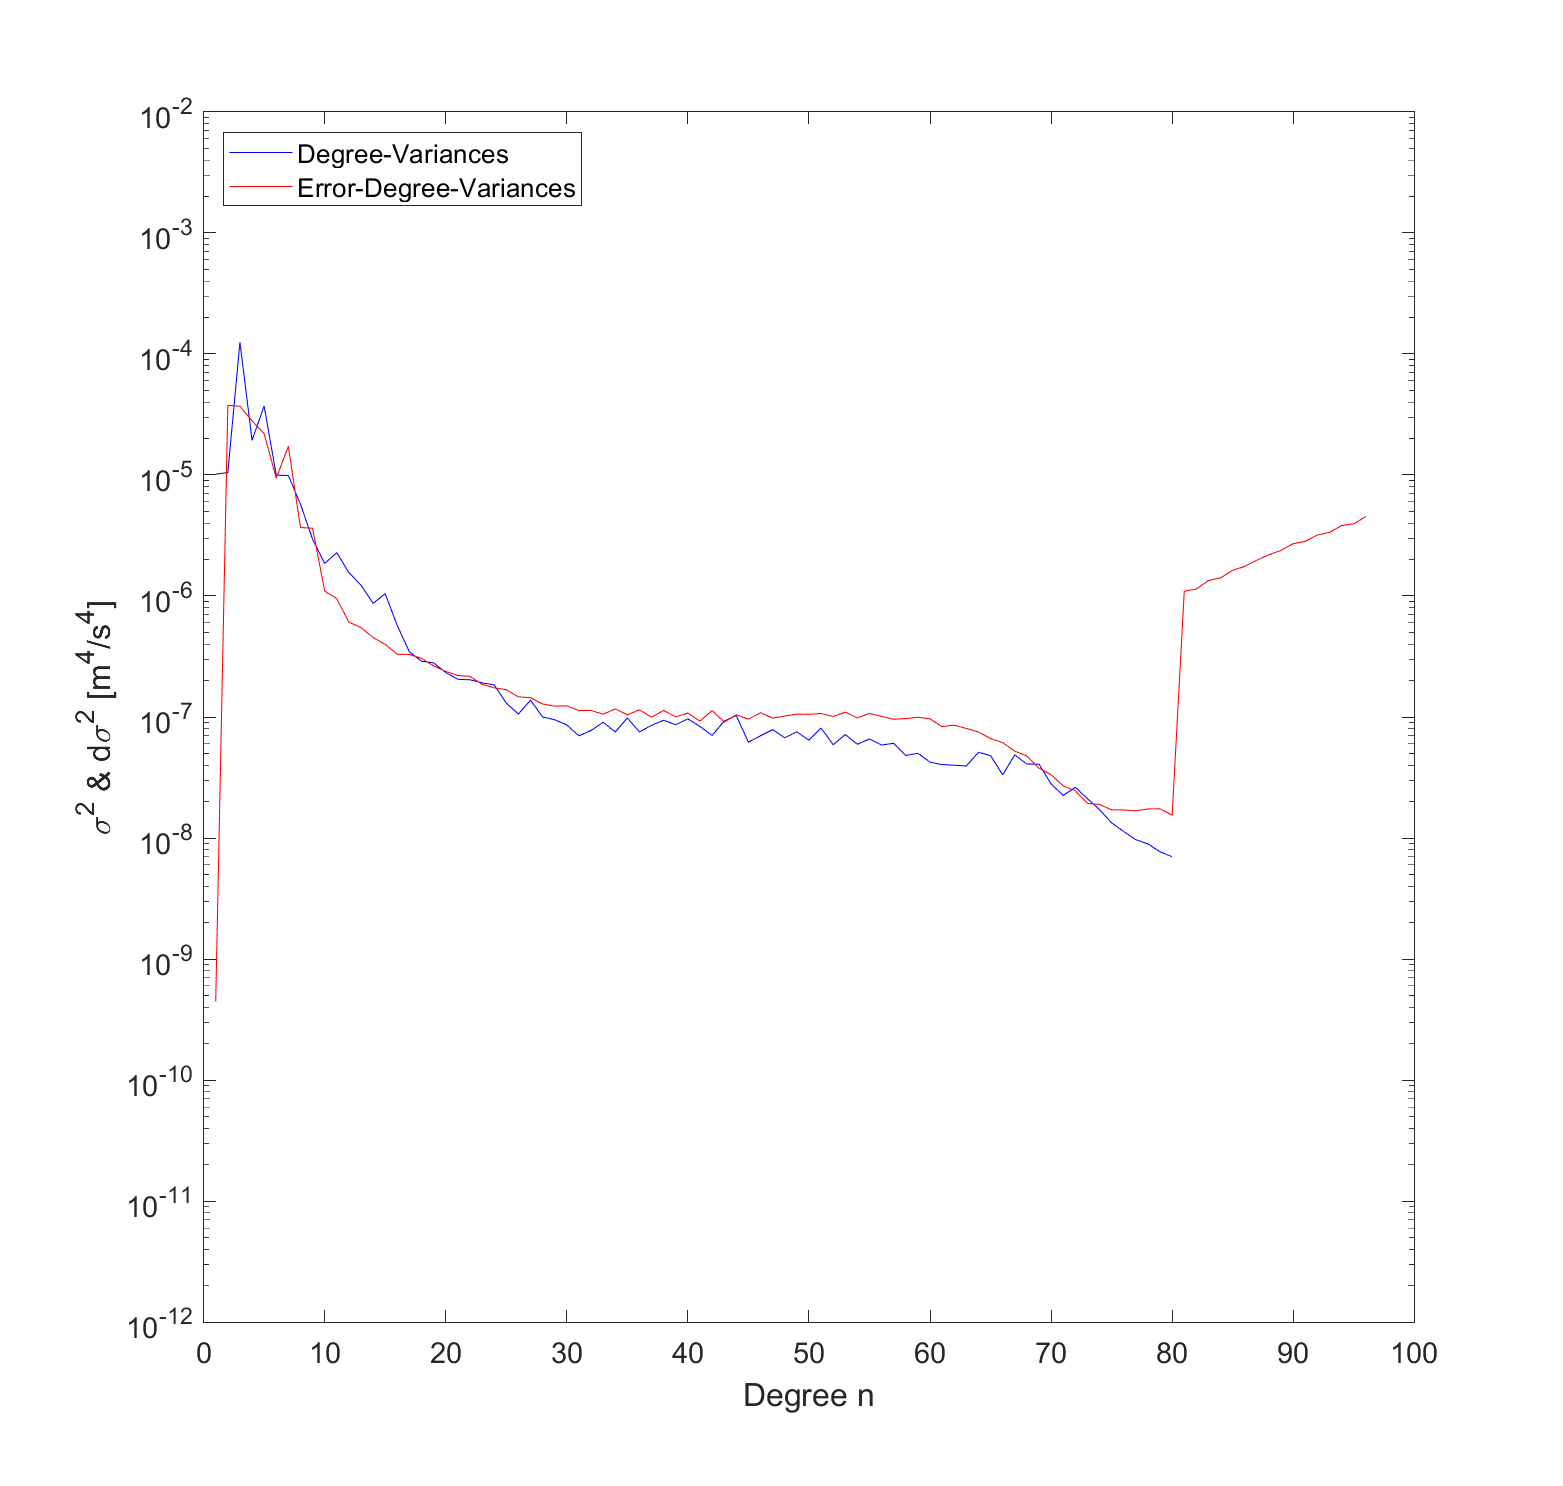 10^-2
Degree-Variances
Error-Degree-Variances
10^-3
10^-4
10^-5
10^-6
10^-7
10^-8
10^-9
10^-10
10^-11
10^-12
σ^2 & dσ^2 [m^4/s^4]
0 10 20 30 40 50 60 70 80 90 100
Degree n